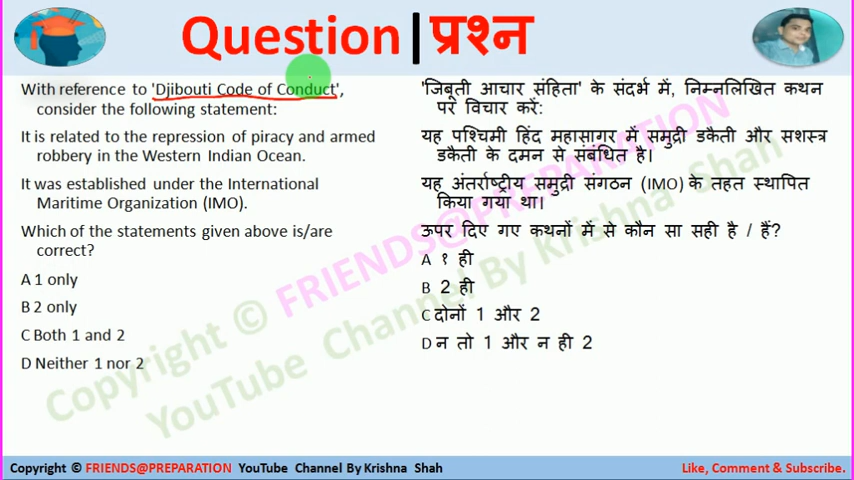 Question|प्रश्न
With reference to 'Djibouti Code of Conduct',
consider the following statement:
It is related to the repression of piracy and armed
robbery in the Western Indian Ocean.
It was established under the International
Maritime Organization (IMO).
Which of the statements given above is/are
correct?
A 1 only
B 2 only
C Both 1 and 2
D Neither 1 nor 2
'जिबूती आचार संहिता' के संदर्भ में, निम्नलिखित कथन
पर विचार करें:
यह पश्चिमी हिंद महासागर में समुद्री डकैती और सशस्त्र
डकैती के दमन से संबंधित है।
यह अंतर्राष्ट्रीय समुद्री संगठन (IMO) के तहत स्थापित
किया गया था।
ऊपर दिए गए कथनों में से कौन सा सही है / हैं?
A १ ही
B 2 ही
C दोनों 1 और 2
D न तो 1 और न ही 2
Copyright © FRIENDS@PREPARATION
YouTube Channel By Krishna Shah
Copyright © FRIENDS@PREPARATION YouTube Channel By Krishna Shah
Like, Comment & Subscribe.